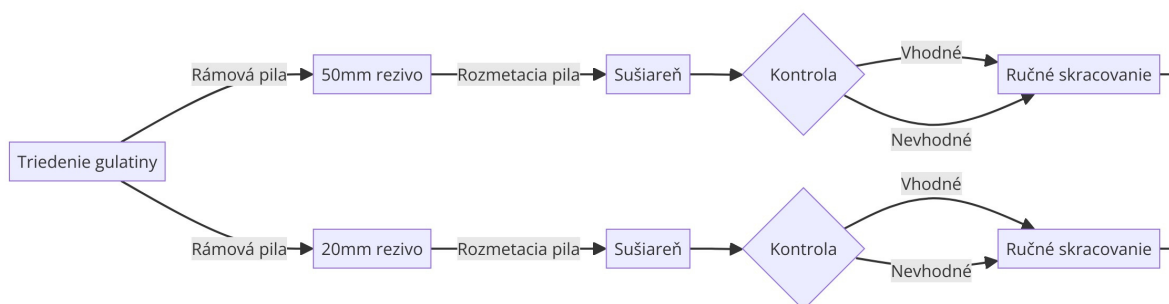 Rámová pila
50mm rezivo
Rozmetacia pila
Sušiareň
Kontrola
Vhodné
Nevhodné
Ručné skracovanie
Triedenie gulatiny
Rámová pila
20mm rezivo
Rozmetacia pila
Sušiareň
Kontrola
Vhodné
Nevhodné
Ručné skracovanie